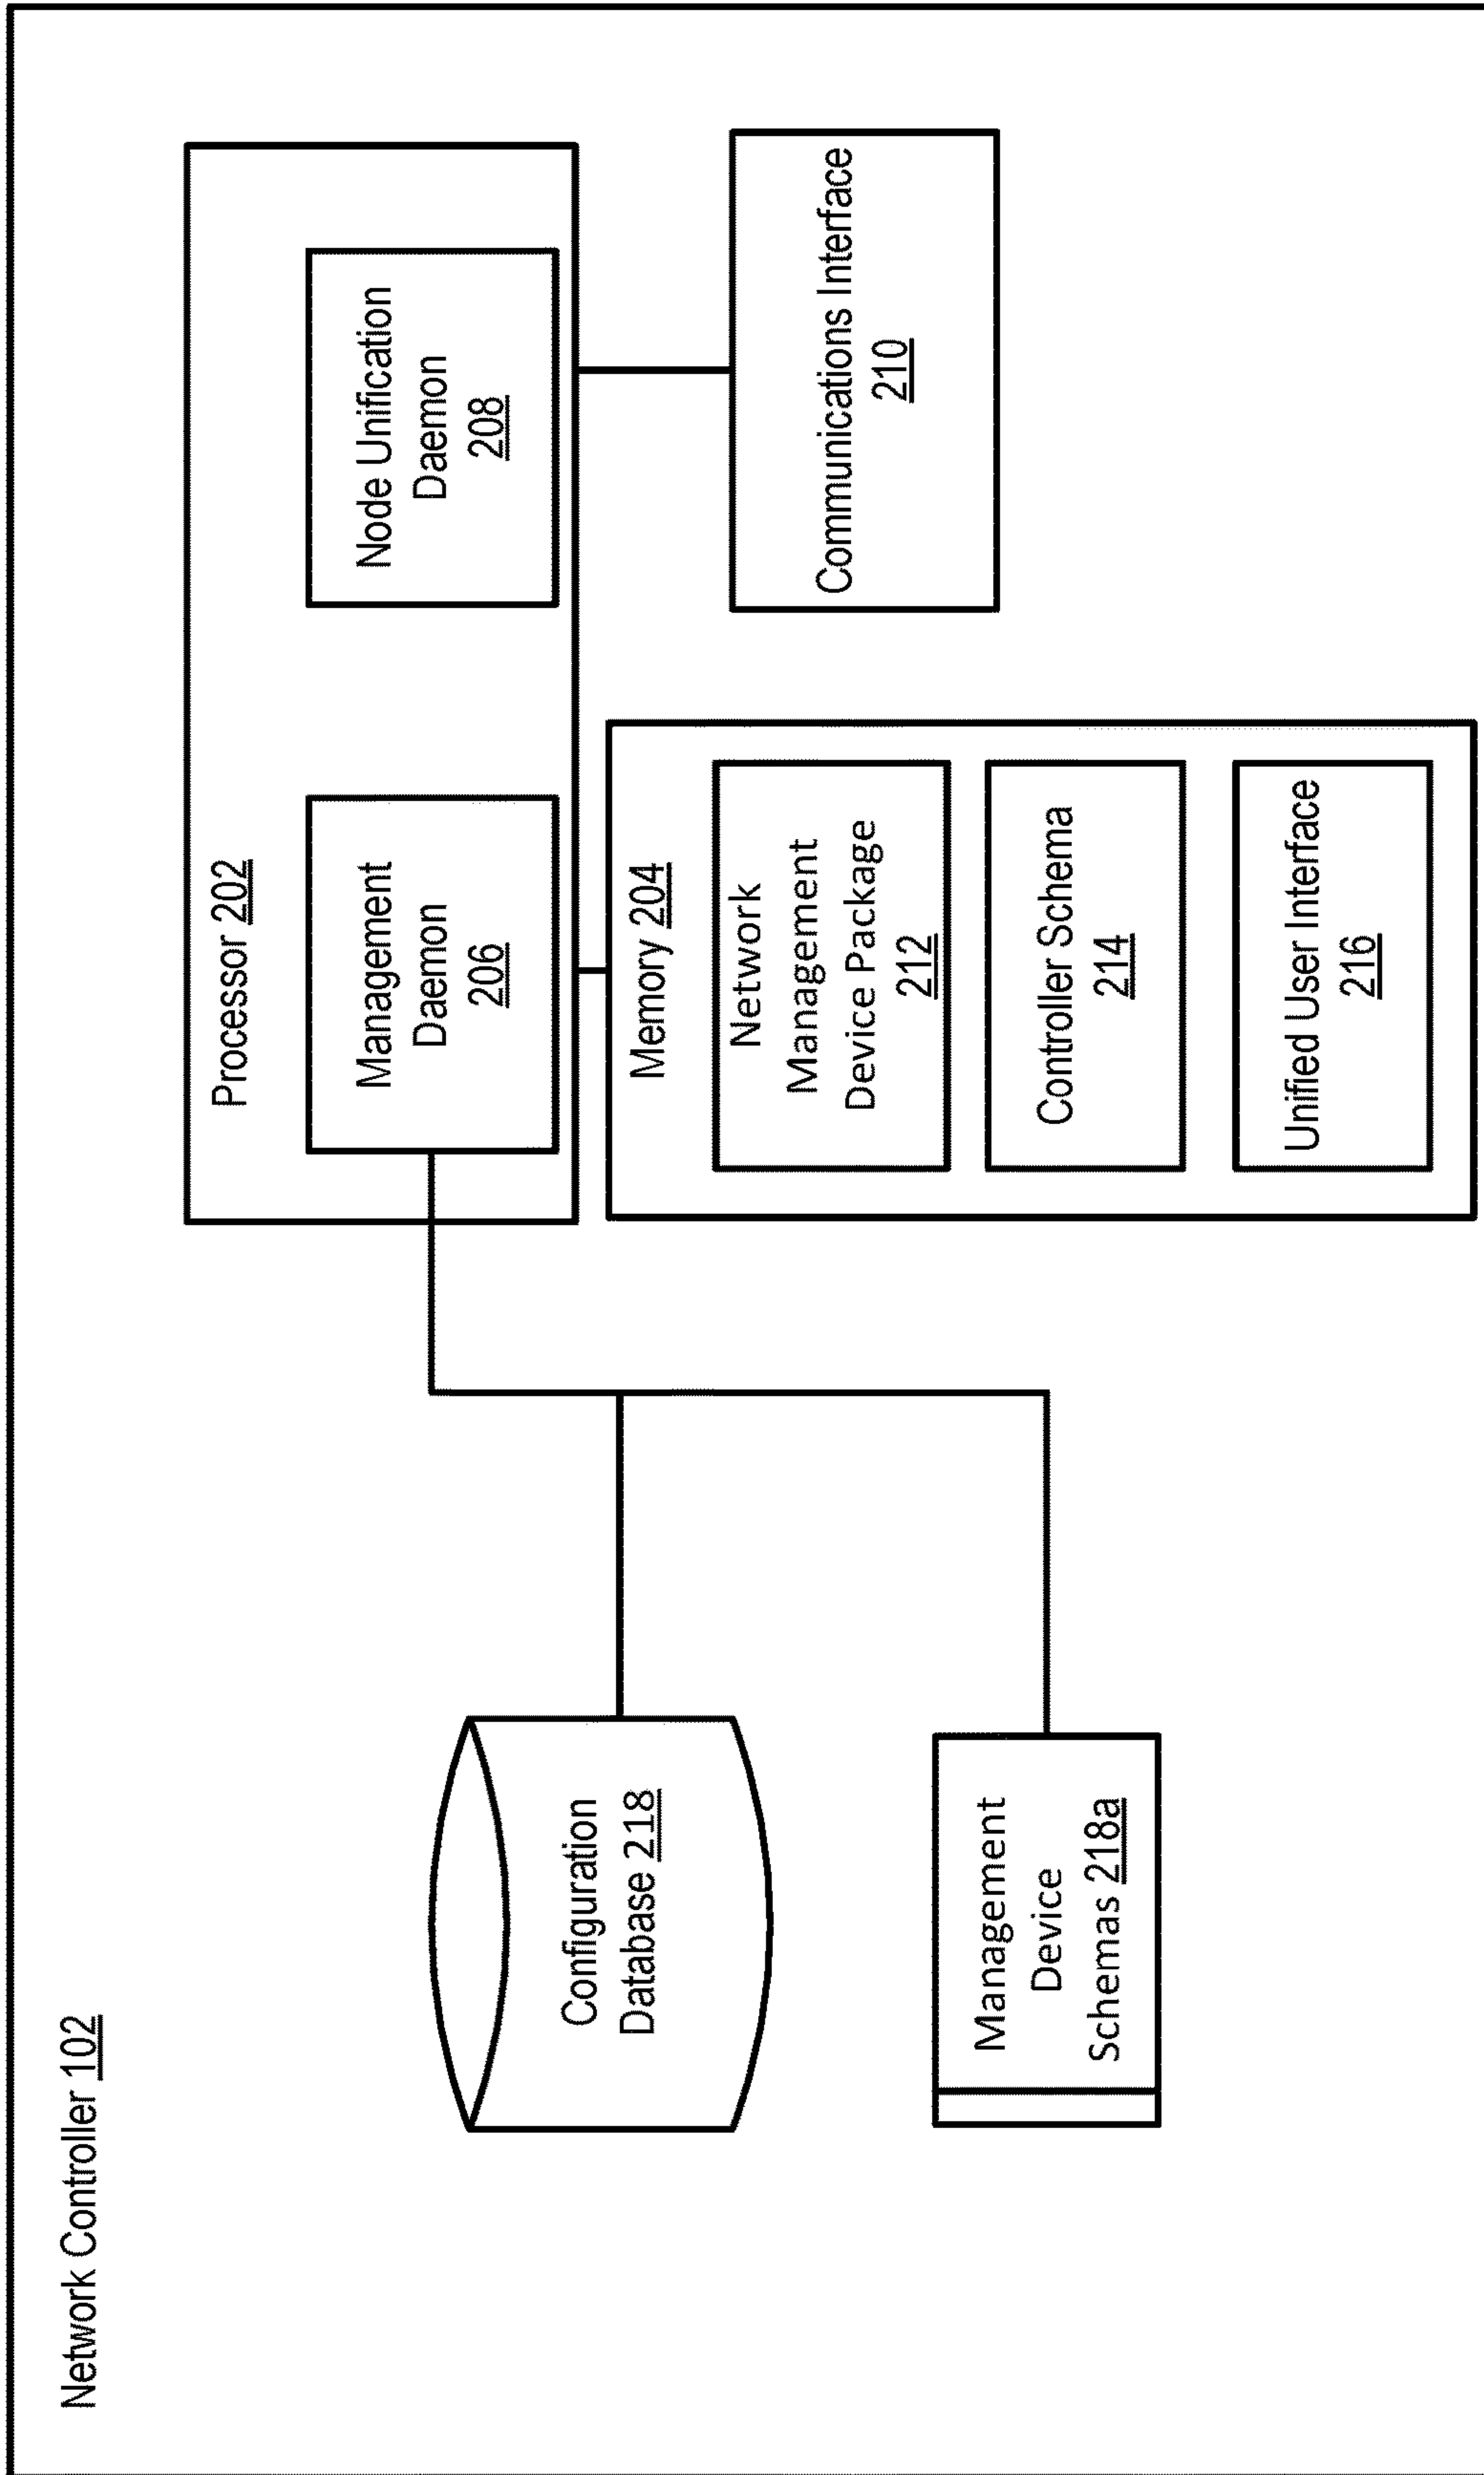 Network Controller 102
Processor 202
Management
Daemon
206
Node Unification
Daemon
208
Configuration
Database 218
Memory 204
Network
Management
Device Package
212
Communications Interface
210
Management
Device
Schemas 218a
Controller Schema
214
Unified User Interface
216